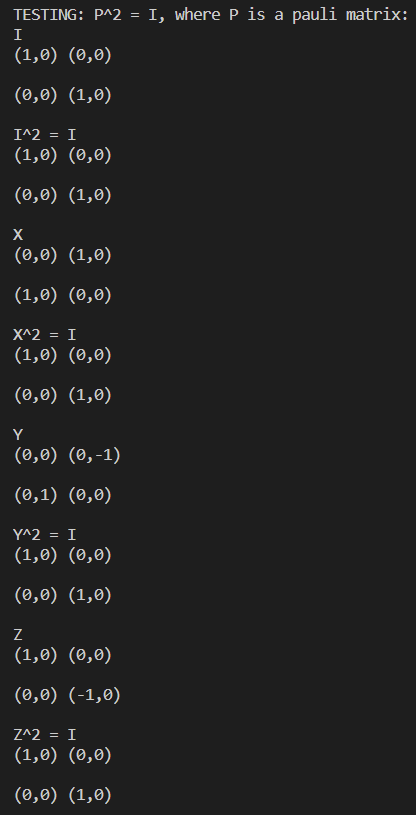 TESTING: P^2 = I, where P is a pauli matrix:
I
(1,0) (0,0)
(0,0) (1,0)
I^2 = I
(1,0) (0,0)
(0,0) (1,0)
X
(0,0) (1,0)
(1,0) (0,0)
X^2 = I
(1,0) (0,0)
(0,0) (1,0)
Y
(0,0) (0,-1)
(0,1) (0,0)
Y^2 = I
(1,0) (0,0)
(0,0) (1,0)
Z
(1,0) (0,0)
(0,0) (-1,0)
Z^2 = I
(1,0) (0,0)
(0,0) (1,0)